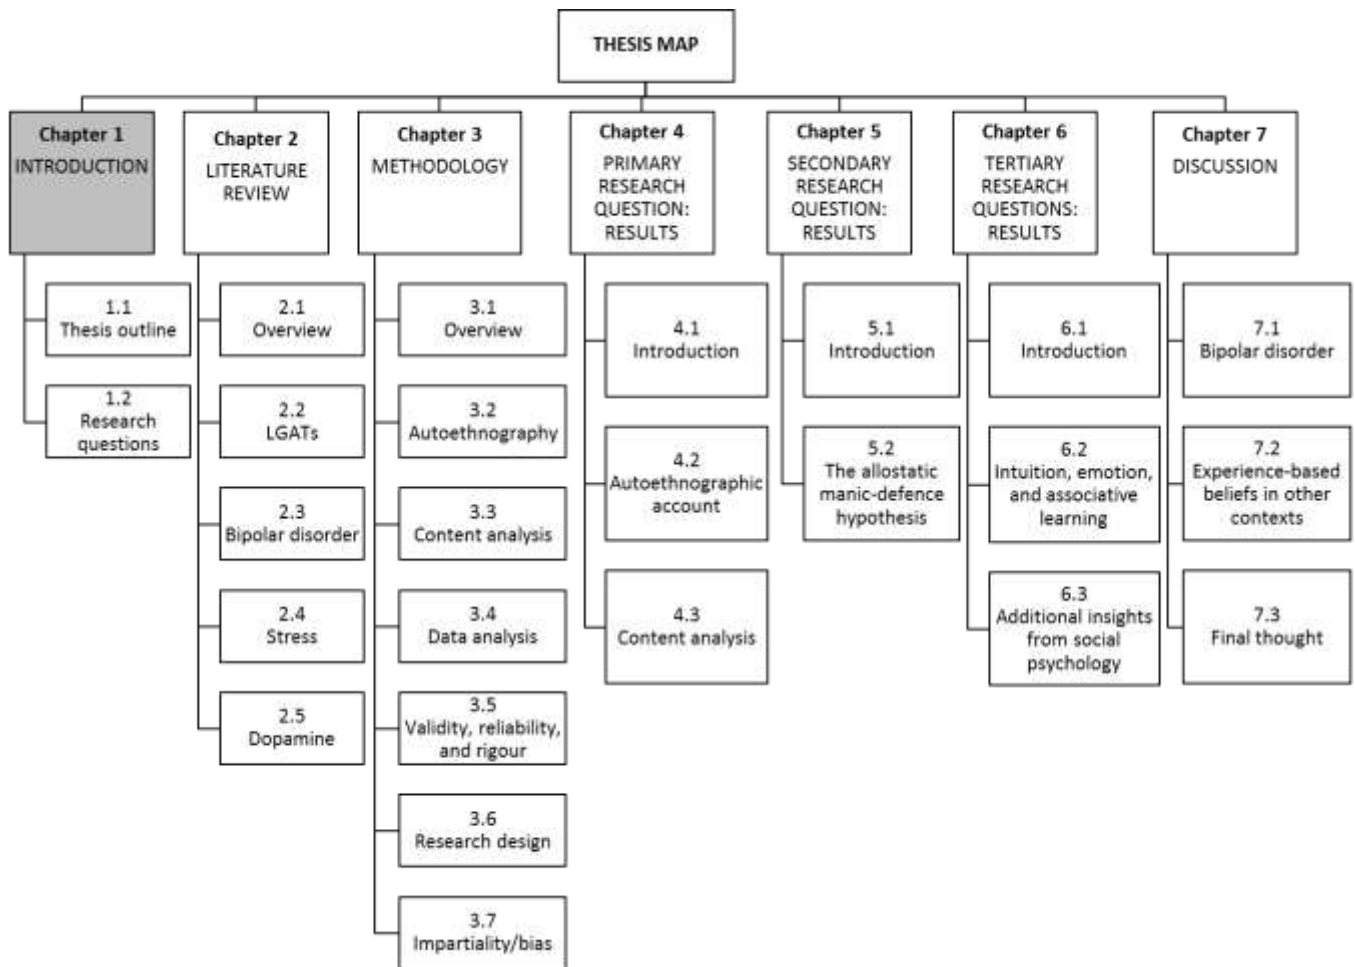 THESIS MAP
Chapter 1
INTRODUCTION
1.1
Thesis outline
1.2
Research
questions
Chapter 2
LITERATURE
REVIEW
2.1
Overview
2.2
LGATs
2.3
Bipolar disorder
2.4
Stress
2.5
Dopamine
Chapter 3
METHODOLOGY
3.1
Overview
3.2
Autoethnography
3.3
Content analysis
3.4
Data analysis
3.5
Validity, reliability,
and rigour
3.6
Research design
3.7
Impartiality/bias
Chapter 4
PRIMARY
RESEARCH
QUESTION:
RESULTS
4.1
Introduction
4.2
Autoethnographic
account
4.3
Content analysis
Chapter 5
SECONDARY
RESEARCH
QUESTION:
RESULTS
5.1
Introduction
5.2
The allostatic
manic-defence
hypothesis
Chapter 6
TERTIARY
RESEARCH
QUESTIONS:
RESULTS
6.1
Introduction
6.2
Intuition, emotion,
and associative
learning
6.3
Additional insights
from social
psychology
Chapter 7
DISCUSSION
7.1
Bipolar disorder
7.2
Experience-based
beliefs in other
contexts
7.3
Final thought